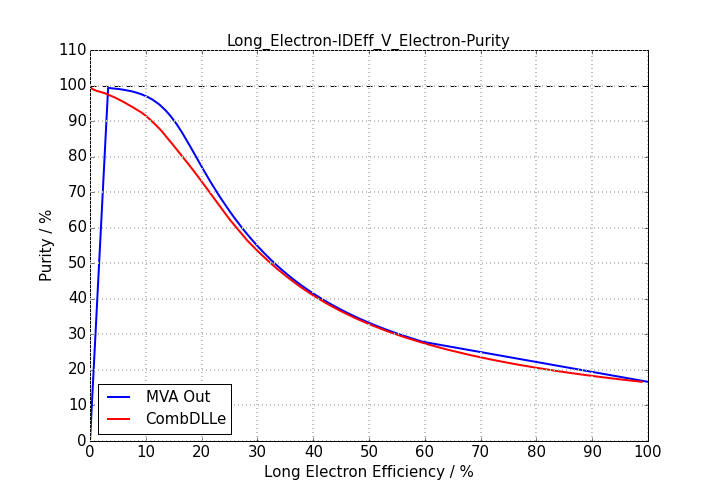 Long_Electron-IDEff_V_Electron-Purity
110
100
90
80
70
60
50
40
30
20
10
0
Purity / %
MVA Out
CombDLLe
0 10 20 30 40 50 60 70 80 90 100
Long Electron Efficiency / %